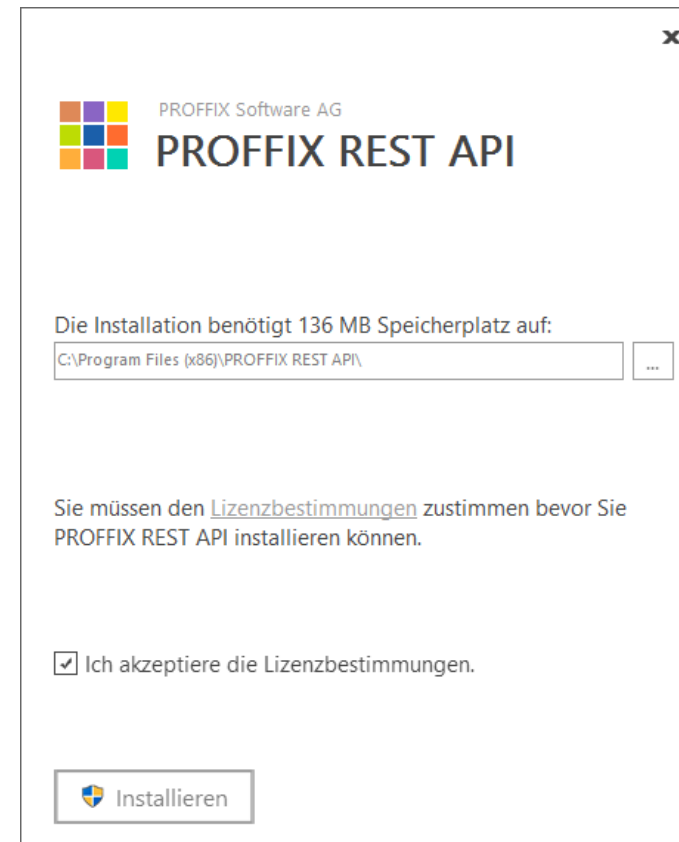 x
PROFFIX Software AG
PROFFIX REST API
Die Installation benötigt 136 MB Speicherplatz auf:
C:\Program Files (x86)\PROFFIX REST API\
...
Sie müssen den Lizenzbestimmungen zustimmen bevor Sie
PROFFIX REST API installieren können.
Ich akzeptiere die Lizenzbestimmungen.
Installieren